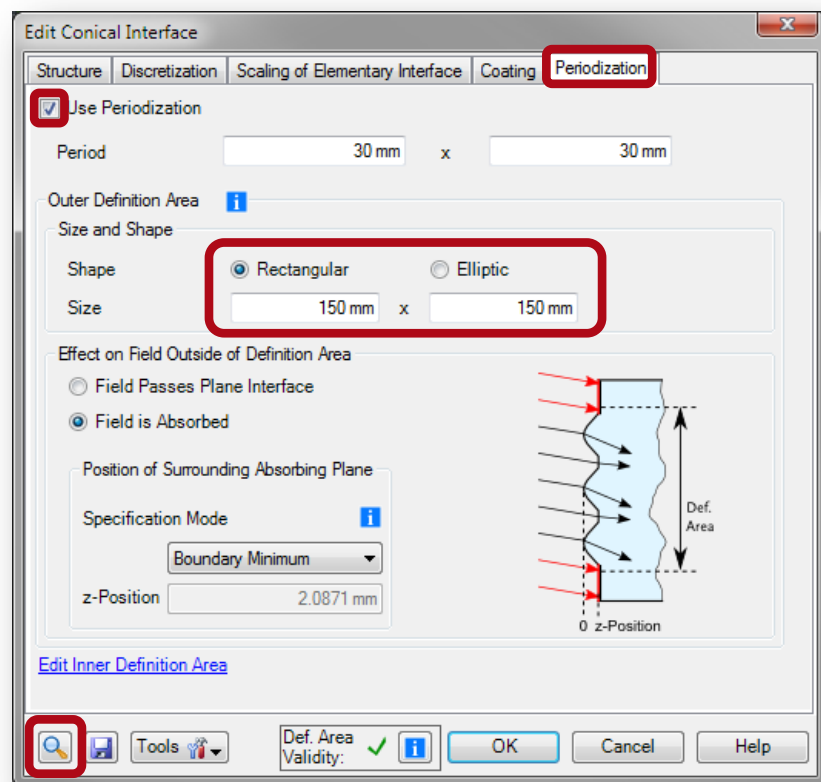 Edit Conical Interface
Structure Discretization Scaling of Elementary Interface Coating Periodization
Use Periodization
Period 30 mm x 30 mm
Outer Definition Area i
Size and Shape
Shape Rectangular Elliptic
Size 150 mm x 150 mm
Effect on Field Outside of Definition Area
Field Passes Plane Interface
Field is Absorbed
Position of Surrounding Absorbing Plane
Specification Mode i
Boundary Minimum
z-Position 2.0871 mm
Def.
Area
0 z-Position
Edit Inner Definition Area
Tools Def. Area
Validity: i OK Cancel Help